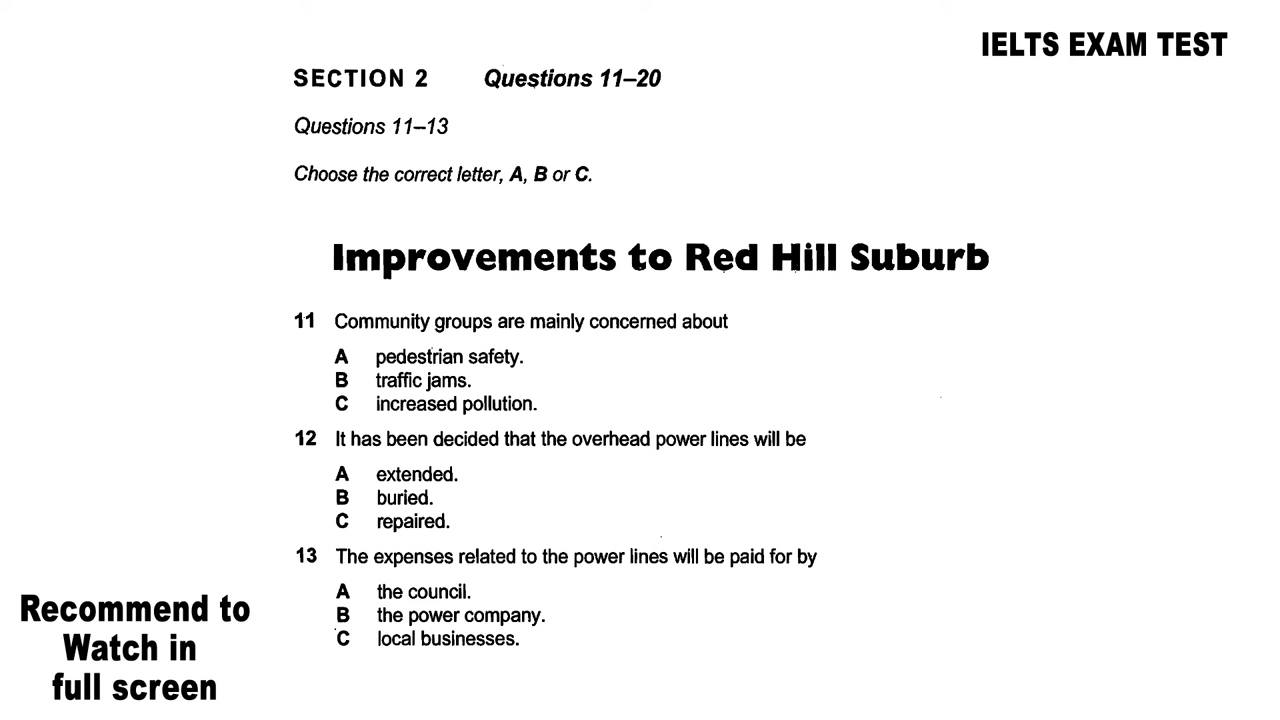 IELTS EXAM TEST
SECTION 2 Questions 11–20
Questions 11–13
Choose the correct letter, A, B or C.
Improvements to Red Hill Suburb
11 Community groups are mainly concerned about
A pedestrian safety.
B traffic jams.
C increased pollution.
12 It has been decided that the overhead power lines will be
A extended.
B buried.
C repaired.
13 The expenses related to the power lines will be paid for by
A the council.
B the power company.
C local businesses.
Recommend to
Watch in
full screen